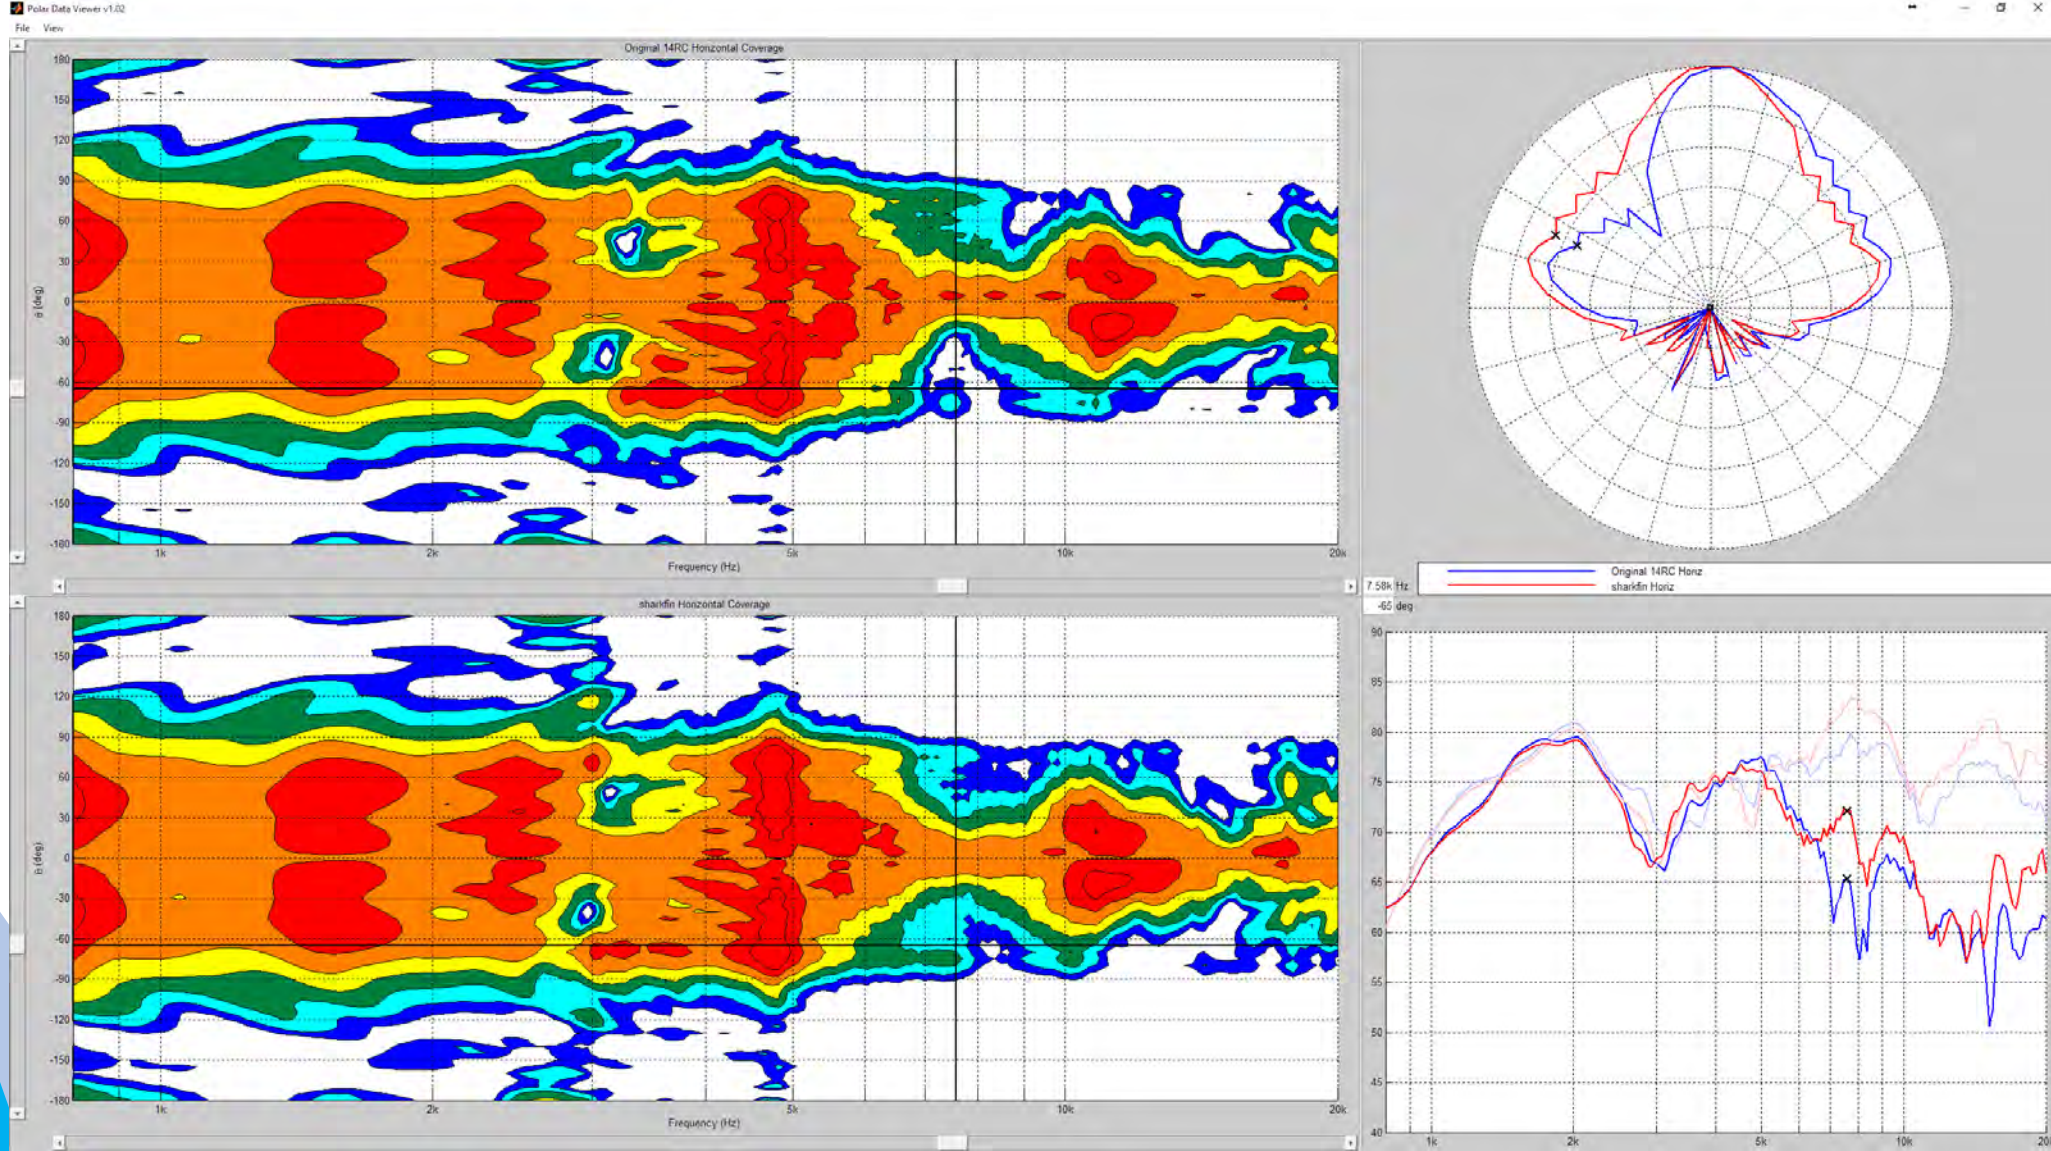 Polar Data Viewer v1.02
File View
Original 14RC Horizontal Coverage
180
150
120
90
60
30
0
-30
-60
-90
-120
-150
-180
θ (deg)
1k 2k 5k 10k 20k
Frequency (Hz)
sharkfin Horizontal Coverage
180
150
120
90
60
30
0
-30
-60
-90
-120
-150
-180
θ (deg)
1k 2k 5k 10k 20k
Frequency (Hz)
Original 14RC Horiz
sharkfin Horiz
7.58k Hz
-65 deg
90
85
80
75
70
65
60
55
50
45
40
1k 2k 5k 10k